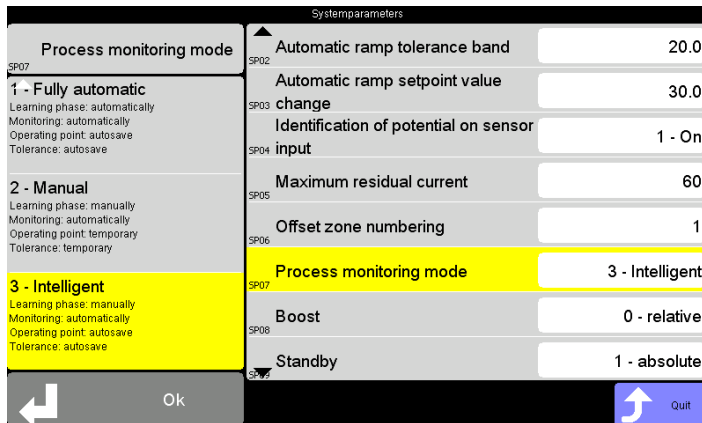 Systemparameters
Process monitoring mode
SP07
1 - Fully automatic
Learning phase: automatically
Monitoring: automatically
Operating point: autosave
Tolerance: autosave
2 - Manual
Learning phase: manually
Monitoring: automatically
Operating point: temporary
Tolerance: temporary
3 - Intelligent
Learning phase: manually
Monitoring: automatically
Operating point: autosave
Tolerance: autosave
Ok
Automatic ramp tolerance band
SP02
20.0
Automatic ramp setpoint value
SP03 change
30.0
Identification of potential on sensor
SP04 input
1 - On
Maximum residual current
SP05
60
Offset zone numbering
SP06
1
Process monitoring mode
SP07
3 - Intelligent
Boost
SP08
0 - relative
Standby
SP09
1 - absolute
Quit